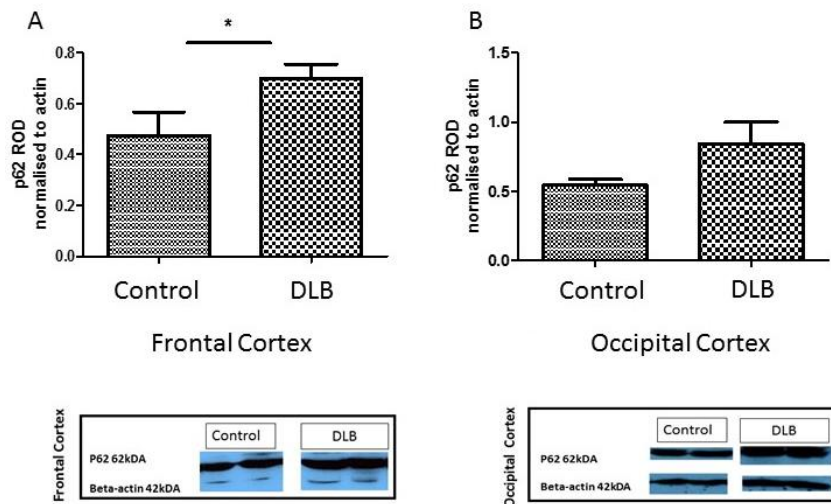 A
*
p62 ROD
normalised to actin
0.8
0.6
0.4
0.2
0.0
Control
DLB
Frontal Cortex
B
p62 ROD
normalised to actin
1.5
1.0
0.5
0.0
Control
DLB
Occipital Cortex
Frontal Cortex
Control
DLB
P62 62kDA
Beta-actin 42kDA
Occipital Cortex
Control
DLB
P62 62kDA
Beta-actin 42kDA